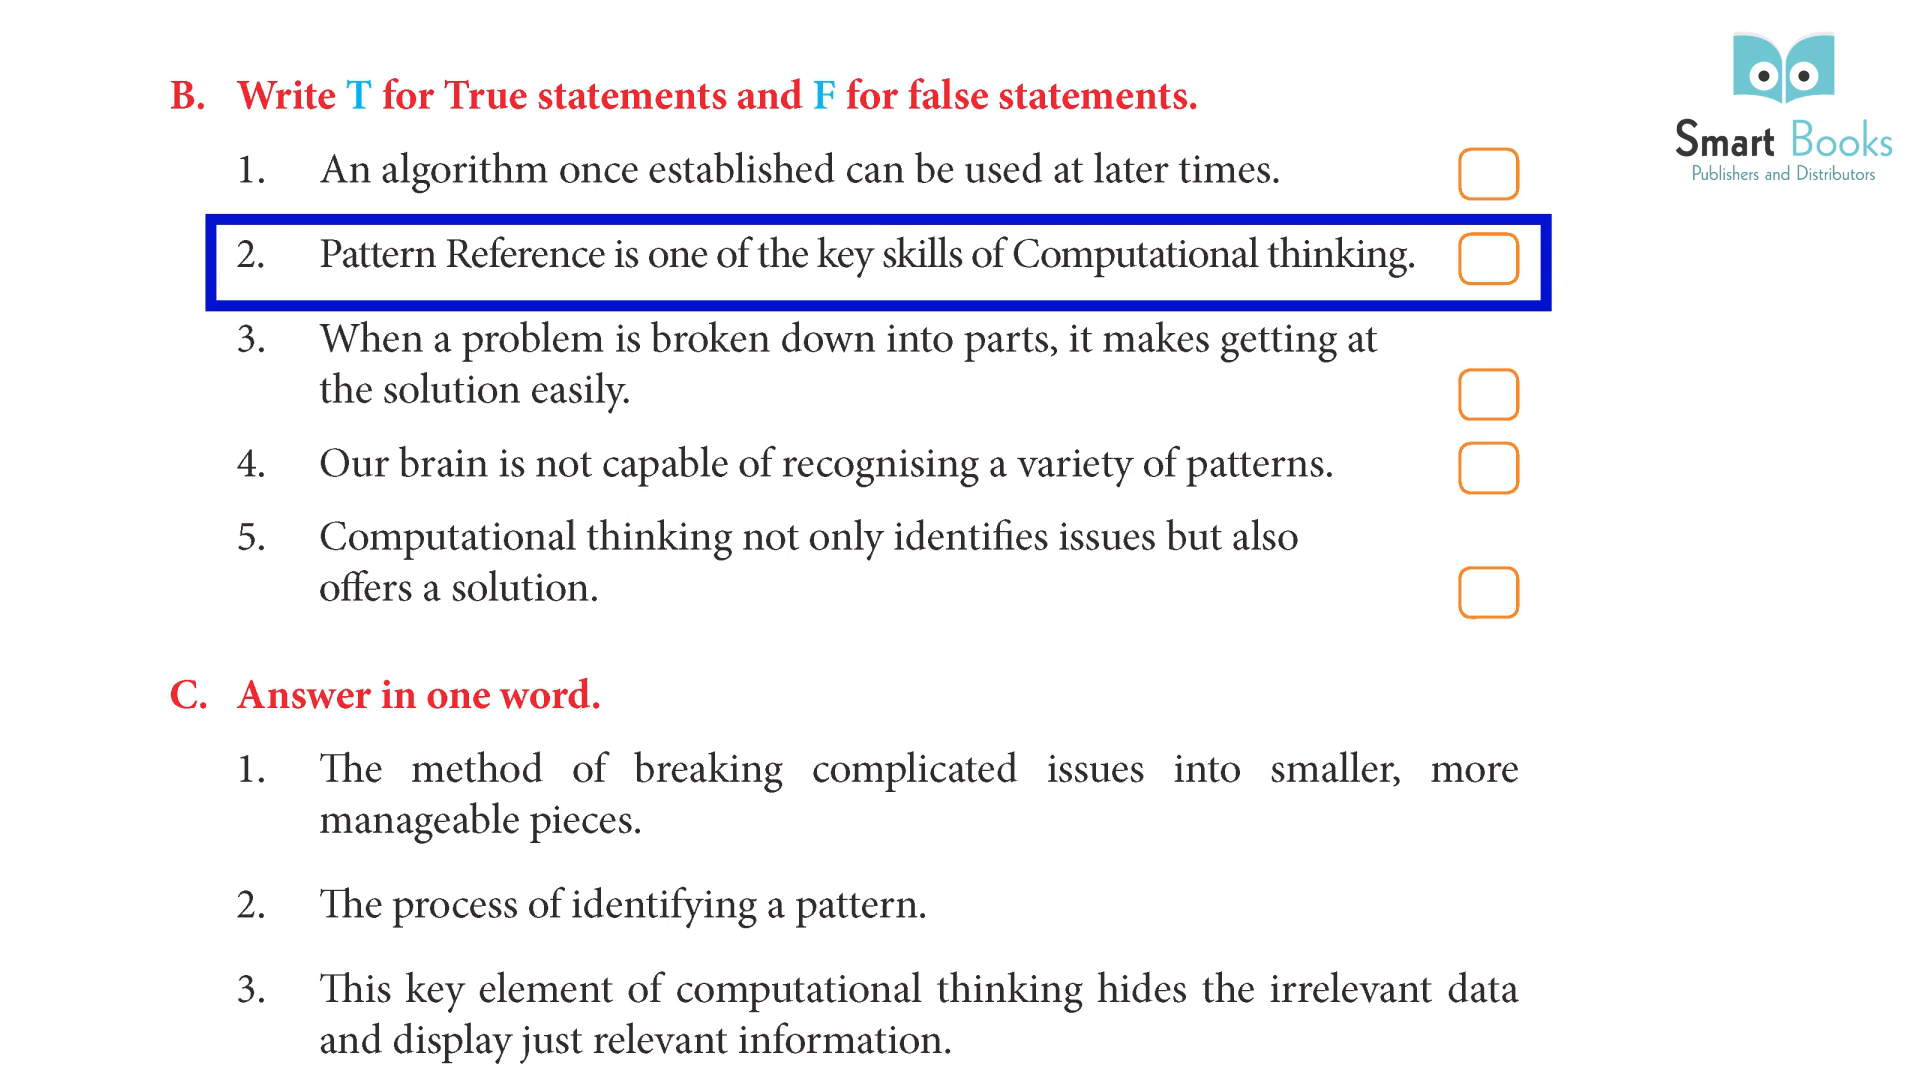 B. Write T for True statements and F for false statements.
Smart Books
Publishers and Distributors
1. An algorithm once established can be used at later times.
2. Pattern Reference is one of the key skills of Computational thinking.
3. When a problem is broken down into parts, it makes getting at
the solution easily.
4. Our brain is not capable of recognising a variety of patterns.
5. Computational thinking not only identifies issues but also
offers a solution.
C. Answer in one word.
1. The method of breaking complicated issues into smaller, more
manageable pieces.
2. The process of identifying a pattern.
3. This key element of computational thinking hides the irrelevant data
and display just relevant information.